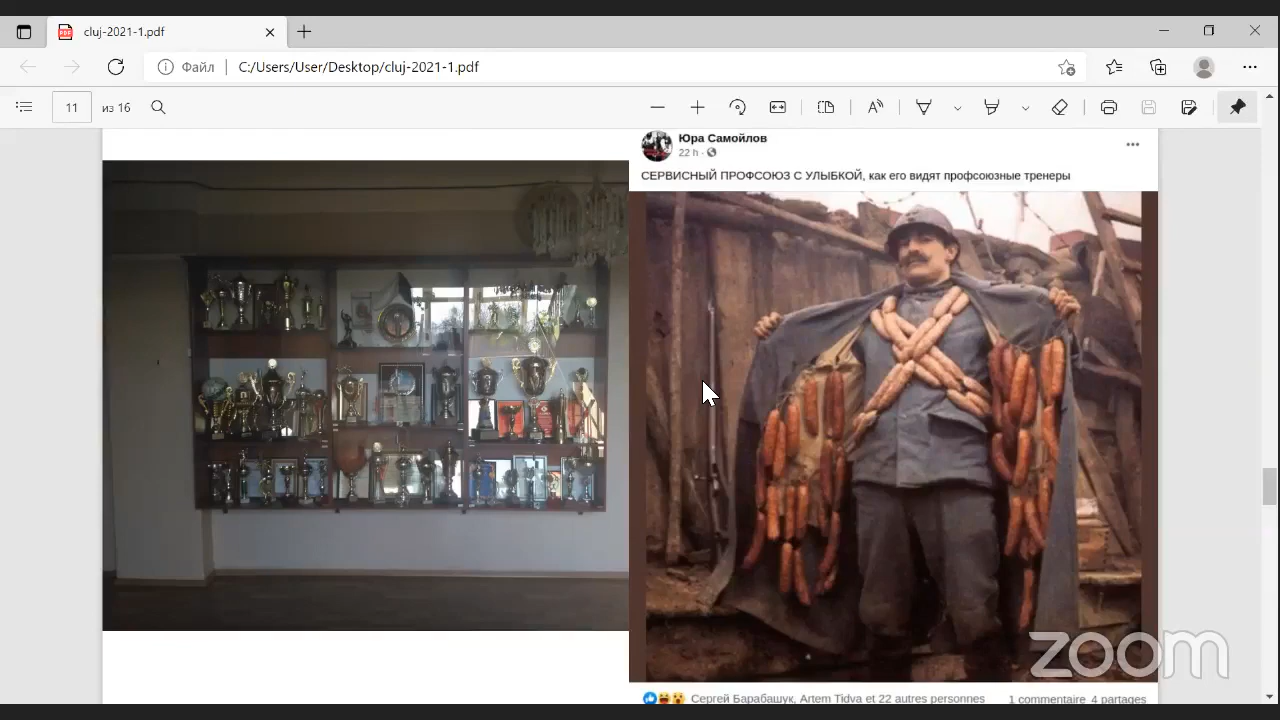 cluj-2021-1.pdf
Файл
C:/Users/User/Desktop/cluj-2021-1.pdf
11
из 16
Юра Самойлов
22 h
СЕРВИСНЫЙ ПРОФСОЮЗ С УЛЫБКОЙ, как его видят профсоюзные тренеры
zoom
Сергей Барабашук, Artem Tidva et 22 autres personnes
1 commentaire 4 partages